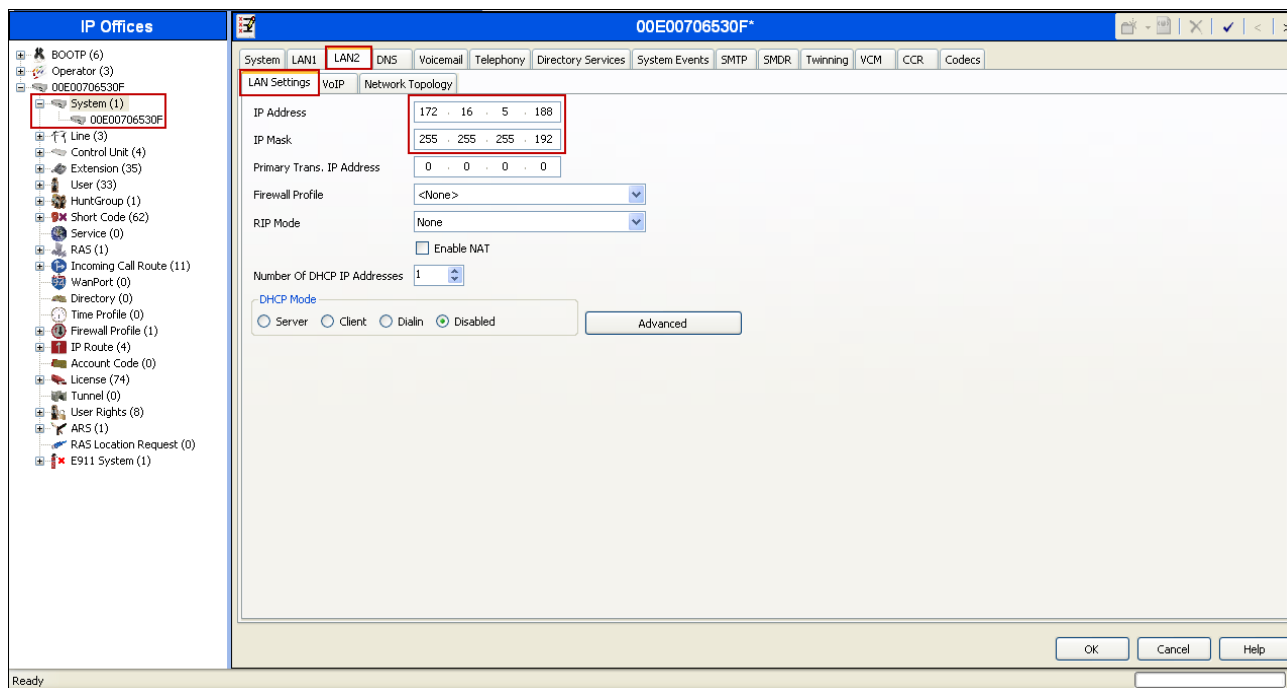 IP Offices
BOOTP (6)
Operator (3)
00E00706530F
System (1)
00E00706530F
Line (3)
Control Unit (4)
Extension (35)
User (33)
HuntGroup (1)
Short Code (62)
Service (0)
RAS (1)
Incoming Call Route (11)
WanPort (0)
Directory (0)
Time Profile (0)
Firewall Profile (1)
IP Route (4)
Account Code (0)
License (74)
Tunnel (0)
User Rights (8)
ARS (1)
RAS Location Request (0)
E911 System (1)
00E00706530F*
System LAN1 LAN2 DNS Voicemail Telephony Directory Services System Events SMTP SMDR Twinning VCM CCR Codecs
LAN Settings VoIP Network Topology
IP Address 172 . 16 . 5 . 188
IP Mask 255 . 255 . 255 . 192
Primary Trans. IP Address 0 . 0 . 0 . 0
Firewall Profile <None>
RIP Mode None
Enable NAT
Number Of DHCP IP Addresses 1
DHCP Mode
Server Client Dialin Disabled Advanced
OK Cancel Help
Ready